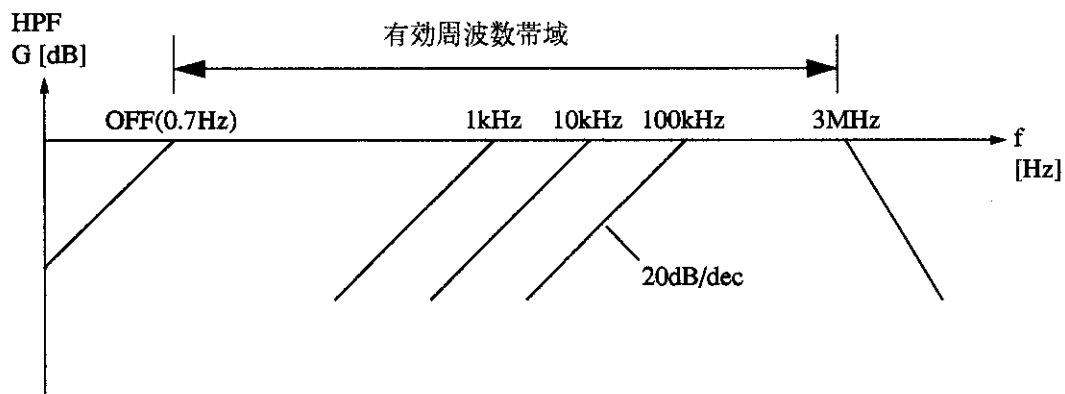 HPF
G [dB]
有効周波数帯域
OFF(0.7Hz)
1kHz
10kHz
100kHz
3MHz
f
[Hz]
20dB/dec